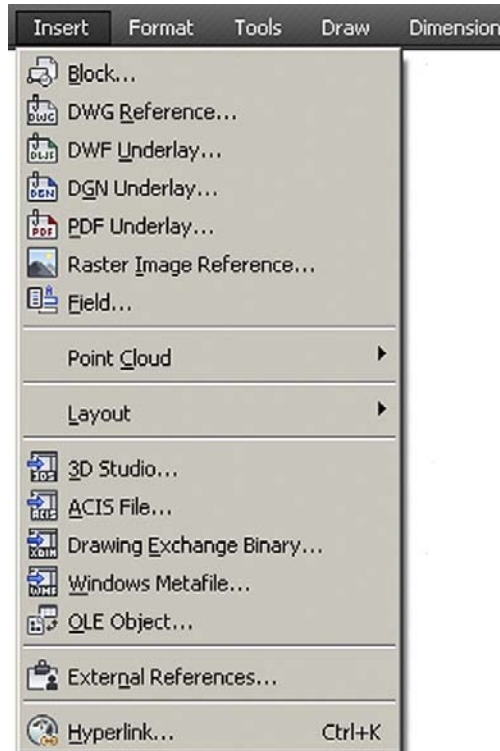 Insert Format Tools Draw Dimension
Block...
DWG Reference...
DWF Underlay...
DGN Underlay...
PDF Underlay...
Raster Image Reference...
Field...
Point Cloud
Layout
3D Studio...
ACIS File...
Drawing Exchange Binary...
Windows Metafile...
OLE Object...
External References...
Hyperlink... Ctrl+K